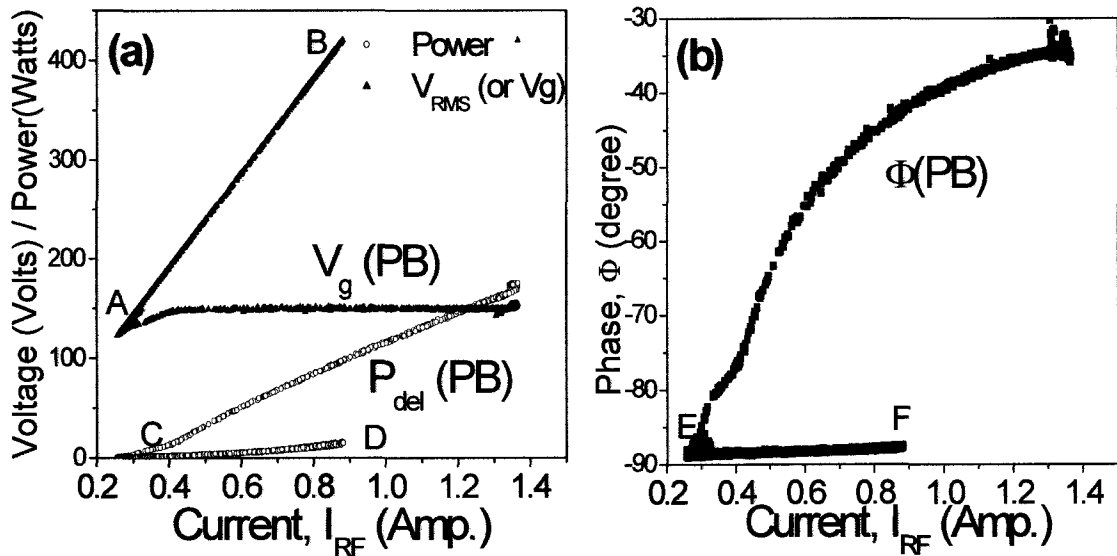 (a)
B
Power
V_RMS (or Vg)
400
300
200
100
0
Voltage (Volts) / Power(Watts)
A
V_g (PB)
P_del (PB)
C
D
0.2 0.4 0.6 0.8 1.0 1.2 1.4
Current, I_RF (Amp.)
(b)
-30
-40
-50
-60
-70
-80
-90
Phase, Φ (degree)
Φ(PB)
E
F
0.2 0.4 0.6 0.8 1.0 1.2 1.4
Current, I_RF (Amp.)